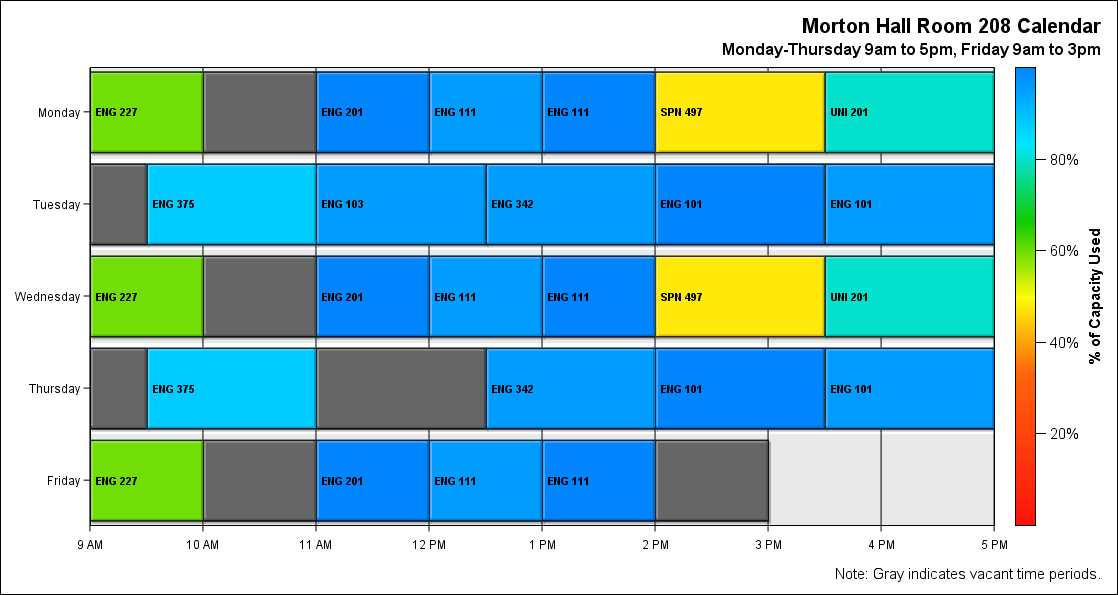 Morton Hall Room 208 Calendar
Monday-Thursday 9am to 5pm, Friday 9am to 3pm
Monday ENG 227 ENG 201 ENG 111 ENG 111 SPN 497 UNI 201
Tuesday ENG 375 ENG 103 ENG 342 ENG 101 ENG 101
Wednesday ENG 227 ENG 201 ENG 111 ENG 111 SPN 497 UNI 201
Thursday ENG 375 ENG 342 ENG 101 ENG 101
Friday ENG 227 ENG 201 ENG 111 ENG 111
9 AM 10 AM 11 AM 12 PM 1 PM 2 PM 3 PM 4 PM 5 PM
80%
60%
40%
20%
% of Capacity Used
Note: Gray indicates vacant time periods.